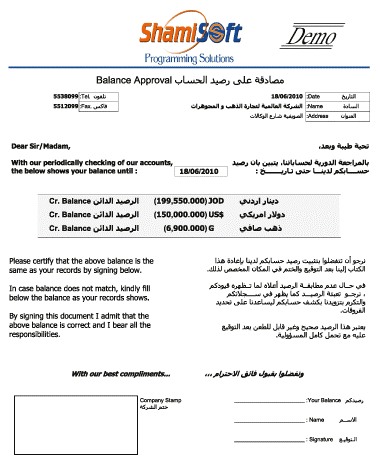 ShamiSoft
Programming Solutions
Demo
Balance Approval مصادقة على رصيد الحساب
التاريخ :Date 18/06/2010
السادة :Name الشركة العالمية لتجارة الذهب و المجوهرات
العنوان :Address الصويفية شارع الوكالات
تلفون :Tel. 5538099
فاكس :Fax. 5512099
Dear Sir/Madam,
تحية طيبة وبعد،
With our periodically checking of our accounts,
the below shows your balance until :
18/06/2010
بالمراجعة الدورية لحساباتنا، يتبين بان رصيد
حسابكم لدينا حتى تاريخ :
Cr. Balance الرصيد الدائن (199,550.000) JOD دينار اردني
Cr. Balance الرصيد الدائن (150,000.000) US$ دولار امريكي
Cr. Balance الرصيد الدائن (6,900.000) G ذهب صافي
Please certify that the above balance is the
same as your records by signing below.
In case balance does not match, kindly fill
below the balance as your records shows.
By signing this document I admit that the
above balance is correct and I bear all the
responsibilities.
نرجو أن تتفضلوا بتثبيت رصيد حسابكم لدينا بإعادة هذا
الكتاب إلينا بعد التوقيع والختم في المكان المخصص لذلك.
في حال عدم مطابقة الرصيد أعلاه لما تظهره قيودكم
، نرجو تعبئة الرصيد كما يظهر في سجلاتكم
والتكرم بتزويدنا بكشف حسابكم ليساعدنا على تحديد
الفروقات.
يعتبر هذا الرصيد صحيح وغير قابل للطعن بعد التوقيع
عليه مع تحمل كامل المسؤولية.
With our best compliments...
وتفضلوا بقبول فائق الاحترام ،،،
Company Stamp
ختم الشركة
رصيدكم :Your Balance
الاسم : Name
التوقيع : Signature